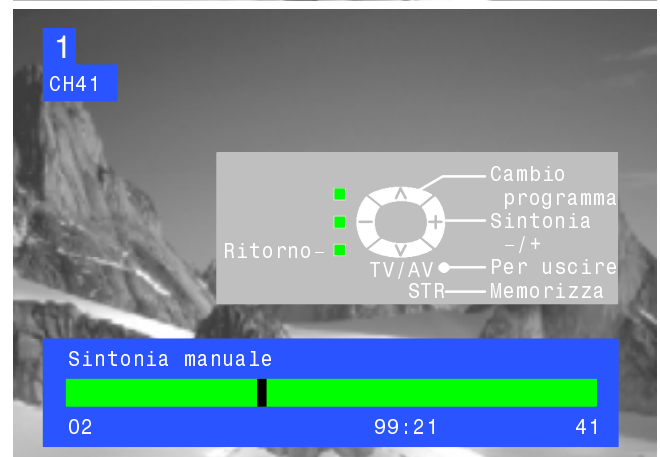 1
CH41
Cambio
programma
Sintonia
-/+
Ritorno-
TV/AV Per uscire
STR Memorizza
Sintonia manuale
02 99:21 41